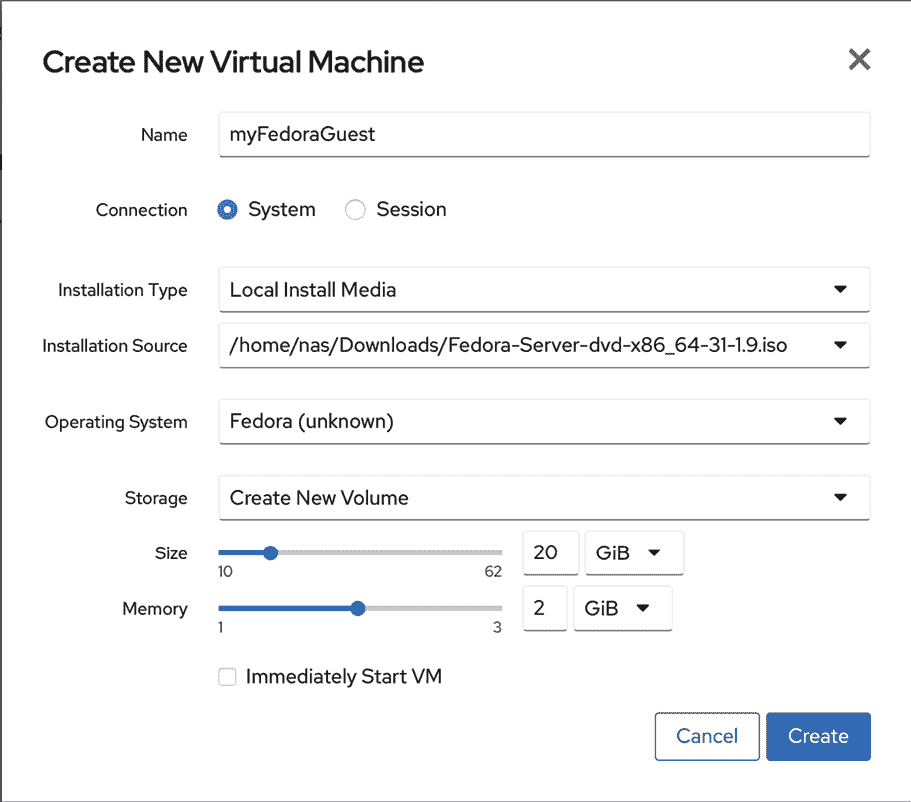 Create New Virtual Machine
Name myFedoraGuest
Connection System Session
Installation Type Local Install Media
Installation Source /home/nas/Downloads/Fedora-Server-dvd-x86_64-31-1.9.iso
Operating System Fedora (unknown)
Storage Create New Volume
Size 20 GiB
10 62
Memory 2 GiB
1 3
Immediately Start VM
Cancel Create